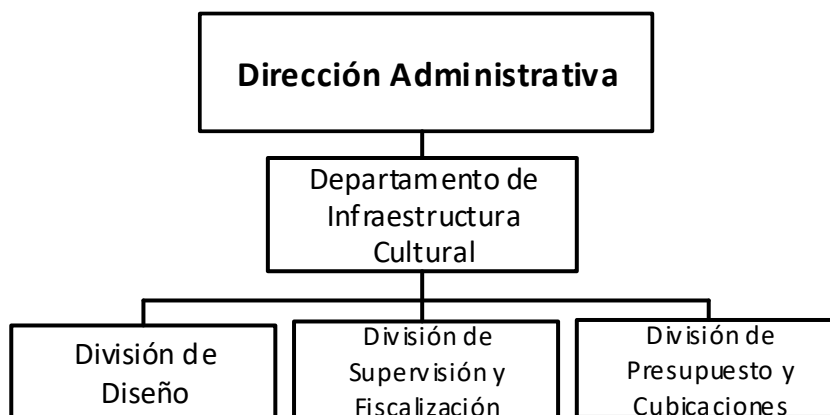 Dirección Administrativa
Departamento de
Infraestructura
Cultural
División de
Diseño
División de
Supervisión y
Fiscalización
División de
Presupuesto y
Cubicaciones